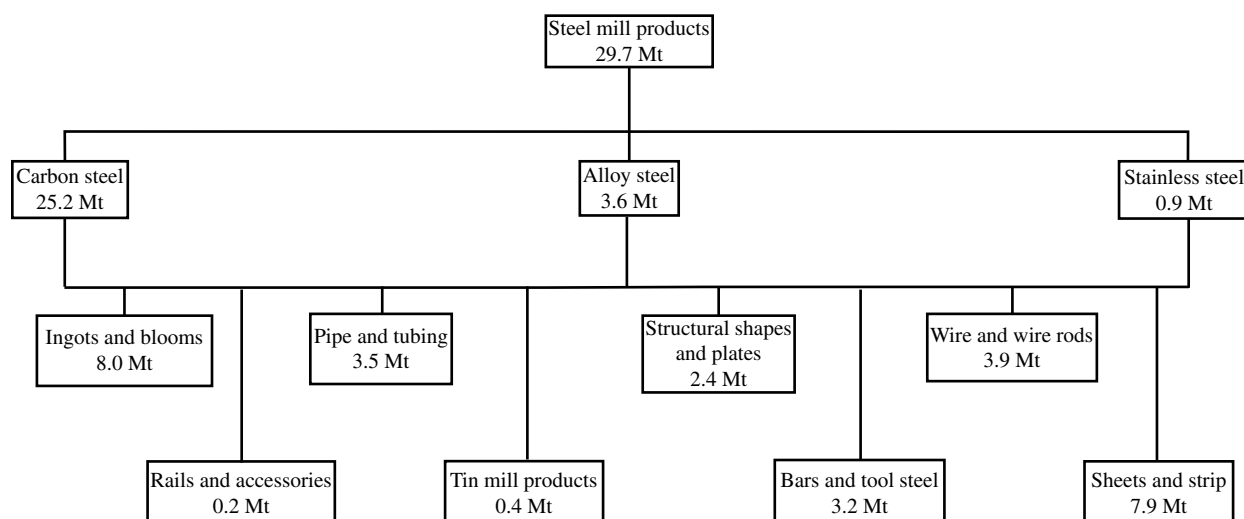 Steel mill products
29.7 Mt
Carbon steel
25.2 Mt
Alloy steel
3.6 Mt
Stainless steel
0.9 Mt
Ingots and blooms
8.0 Mt
Pipe and tubing
3.5 Mt
Structural shapes
and plates
2.4 Mt
Wire and wire rods
3.9 Mt
Rails and accessories
0.2 Mt
Tin mill products
0.4 Mt
Bars and tool steel
3.2 Mt
Sheets and strip
7.9 Mt